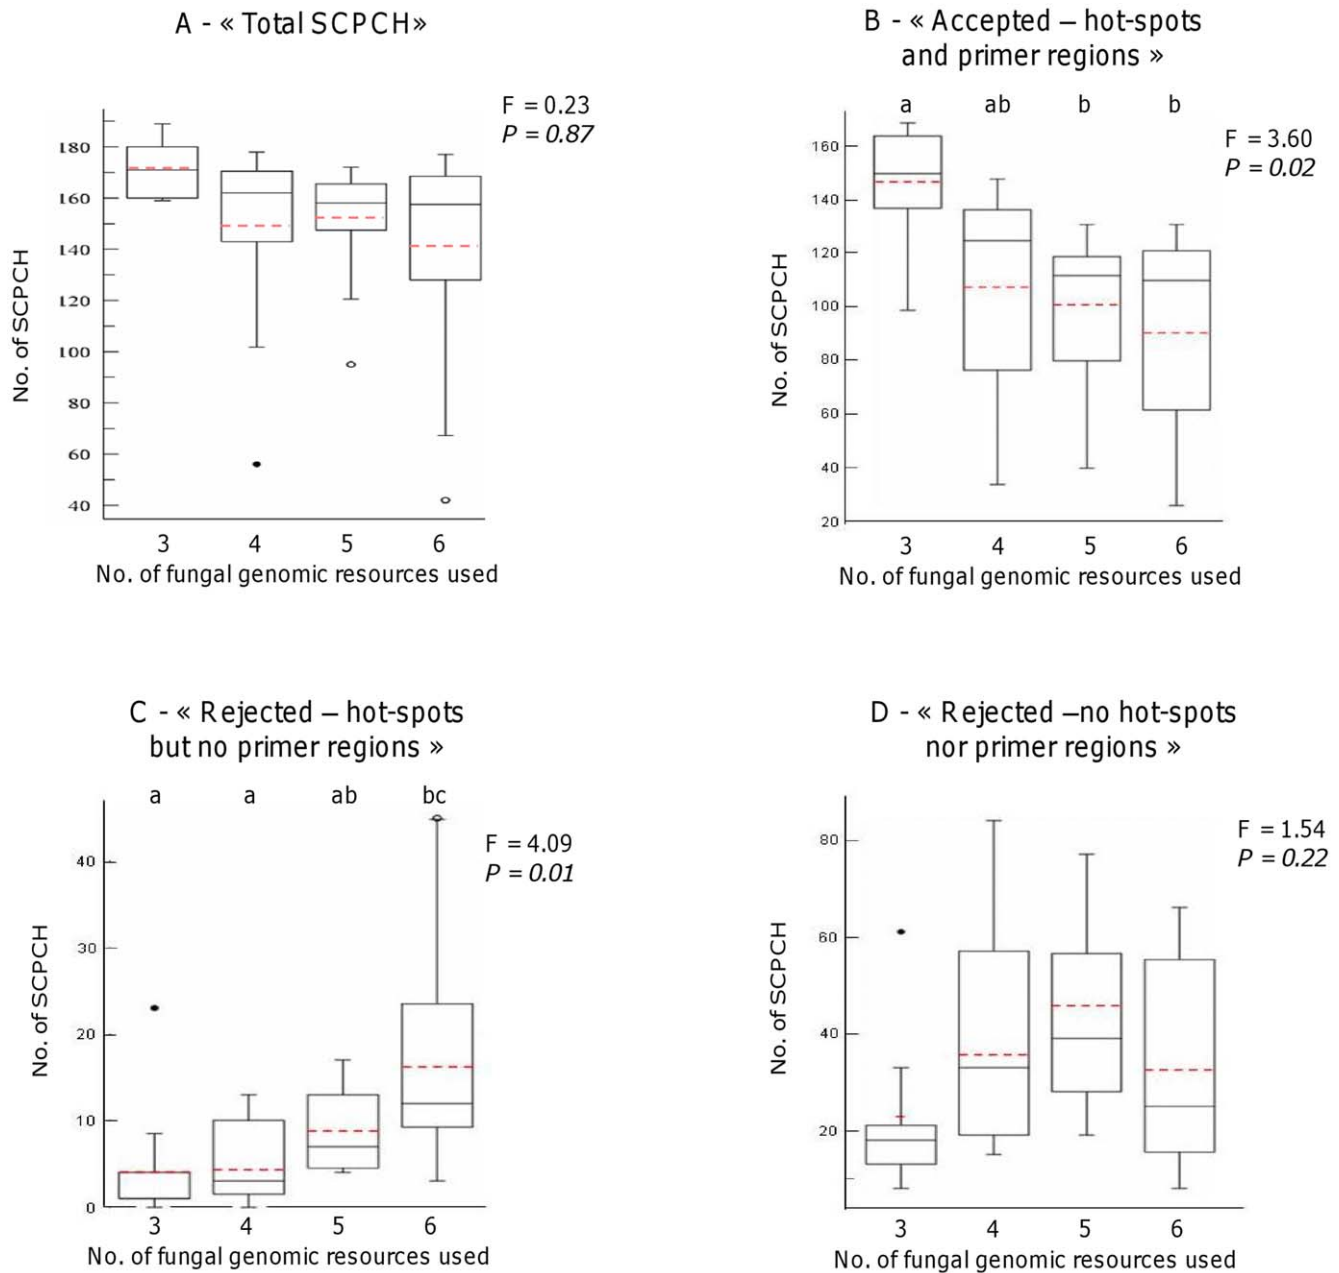 A - « Total SCPCH»
F = 0.23
P = 0.87
No. of SCPCH
180
160
140
120
100
80
60
40
3 4 5 6
No. of fungal genomic resources used
B - « Accepted – hot-spots
and primer regions »
a ab b b
F = 3.60
P = 0.02
No. of SCPCH
160
140
120
100
80
60
40
20
3 4 5 6
No. of fungal genomic resources used
C - « Rejected – hot-spots
but no primer regions »
a a ab bc
F = 4.09
P = 0.01
No. of SCPCH
40
30
20
10
0
3 4 5 6
No. of fungal genomic resources used
D - « Rejected –no hot-spots
nor primer regions »
F = 1.54
P = 0.22
No. of SCPCH
80
60
40
20
3 4 5 6
No. of fungal genomic resources used